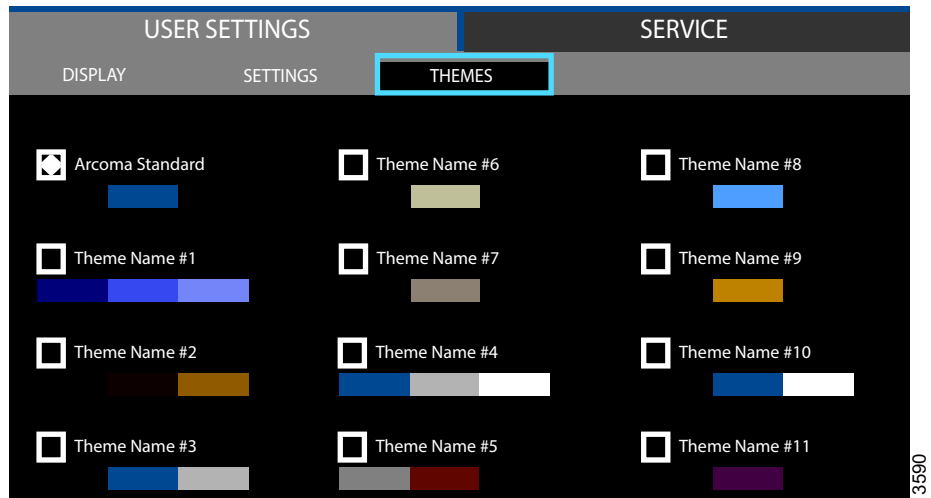 USER SETTINGS SERVICE
DISPLAY SETTINGS THEMES
Arcoma Standard Theme Name #6 Theme Name #8
Theme Name #1 Theme Name #7 Theme Name #9
Theme Name #2 Theme Name #4 Theme Name #10
Theme Name #3 Theme Name #5 Theme Name #11
3590